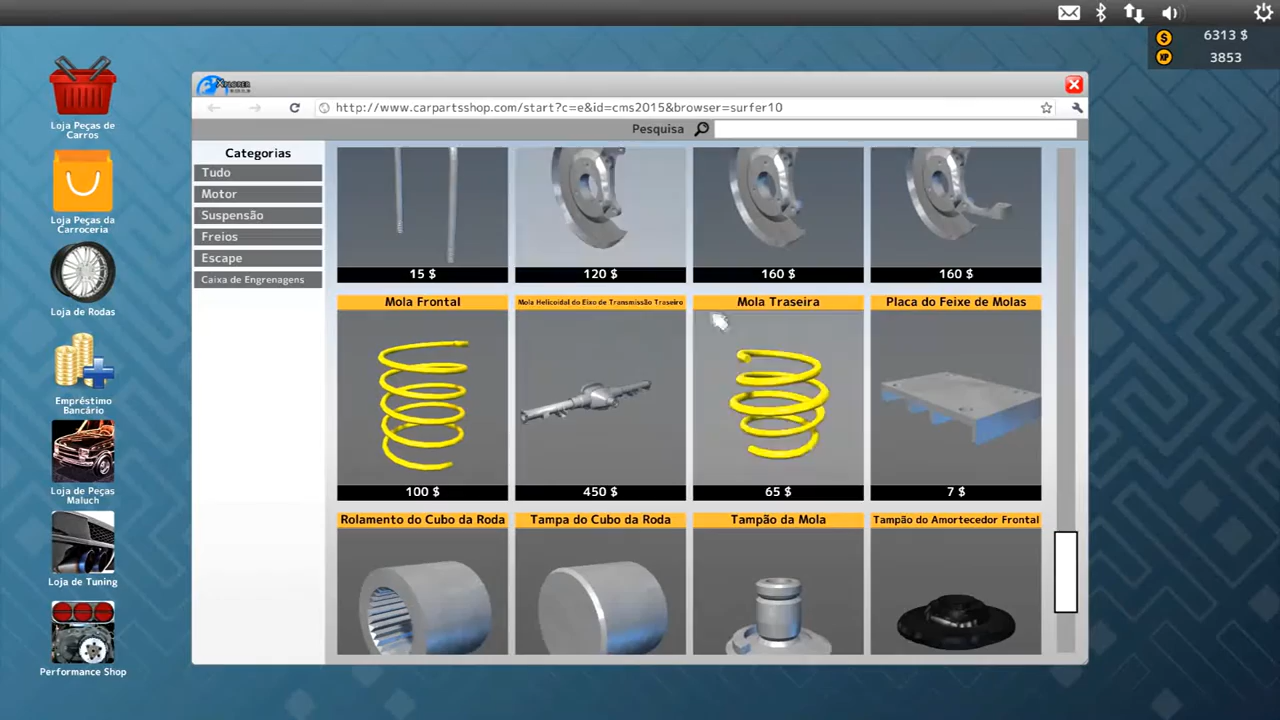 6313 $
3853
Loja Peças de
Carros
Loja Peças da
Carroceria
Loja de Rodas
Empréstimo
Bancário
Loja de Peças
Maluch
Loja de Tuning
Performance Shop
http://www.carpartsshop.com/start?c=e&id=cms2015&browser=surfer10
Pesquisa
Categorias
Tudo
Motor
Suspensão
Freios
Escape
Caixa de Engrenagens
15 $
120 $
160 $
160 $
Mola Frontal
Mola Helicoidal do Eixo de Transmissão Traseiro
Mola Traseira
Placa do Feixe de Molas
100 $
450 $
65 $
7 $
Rolamento do Cubo da Roda
Tampa do Cubo da Roda
Tampão da Mola
Tampão do Amortecedor Frontal